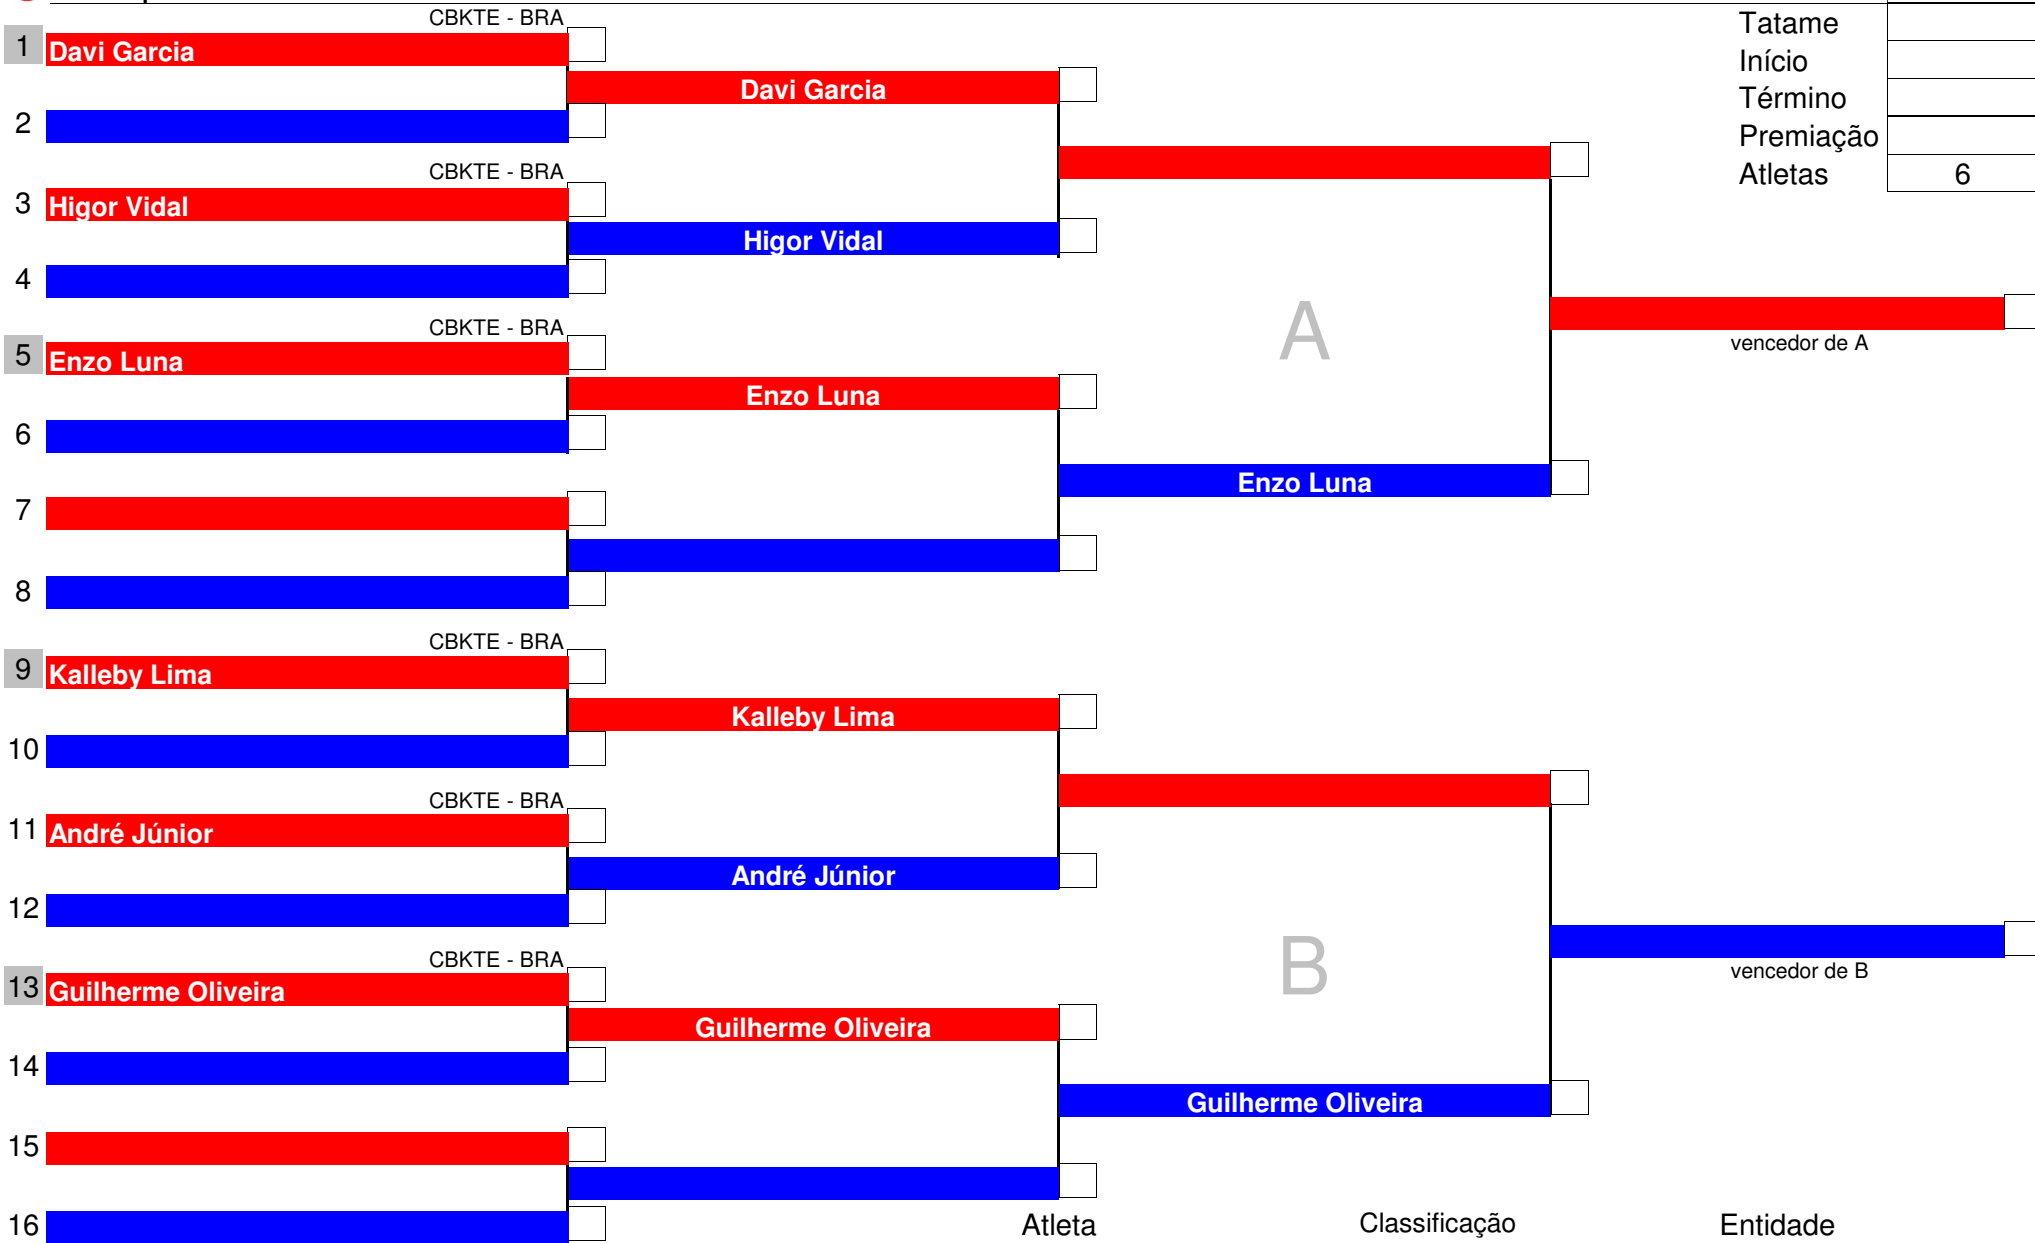 CBKTE - BRA
1 Davi Garcia
Davi Garcia
2
CBKTE - BRA
3 Higor Vidal
Higor Vidal
4
CBKTE - BRA
5 Enzo Luna
Enzo Luna
6
Enzo Luna
7
8
CBKTE - BRA
9 Kalleby Lima
Kalleby Lima
10
CBKTE - BRA
11 André Júnior
André Júnior
12
CBKTE - BRA
13 Guilherme Oliveira
Guilherme Oliveira
14
Guilherme Oliveira
15
16
A
vencedor de A
B
vencedor de B
Tatame
Início
Término
Premiação
Atletas 6
Atleta Classificação Entidade